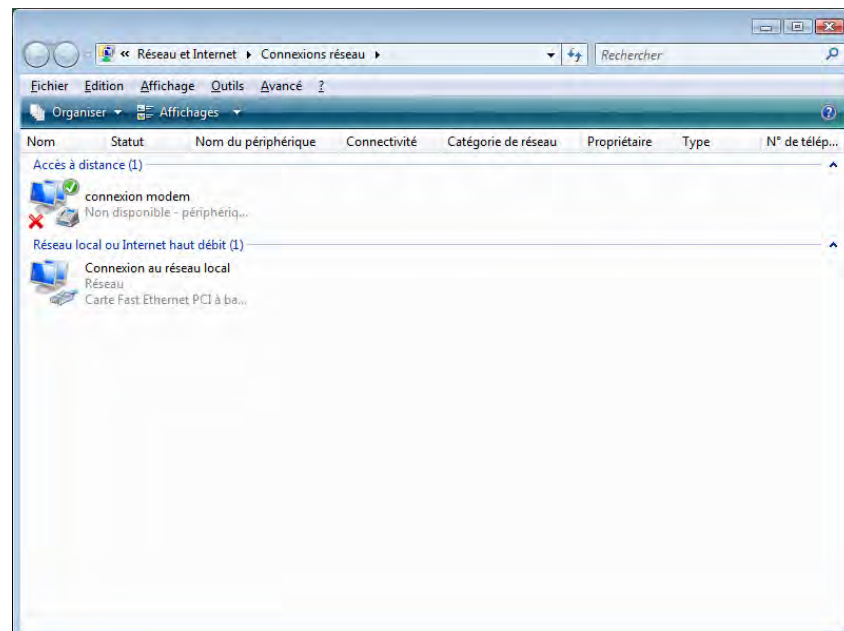 « Réseau et Internet Connexions réseau Rechercher
Fichier Edition Affichage Outils Avancé ?
Organiser Affichages ?
Nom Statut Nom du périphérique Connectivité Catégorie de réseau Propriétaire Type N° de télép...
Accès à distance (1)
connexion modem
Non disponible - périphériq...
Réseau local ou Internet haut débit (1)
Connexion au réseau local
Réseau
Carte Fast Ethernet PCI à ba...